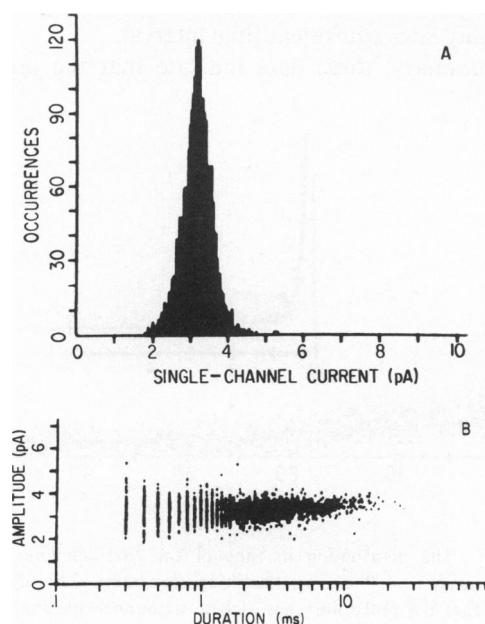 A
120
90
60
30
0
OCCURRENCES
0 2 4 6 8 10
SINGLE-CHANNEL CURRENT (pA)
B
6
4
2
0
AMPLITUDE (pA)
.1 1 10
DURATION (ms)